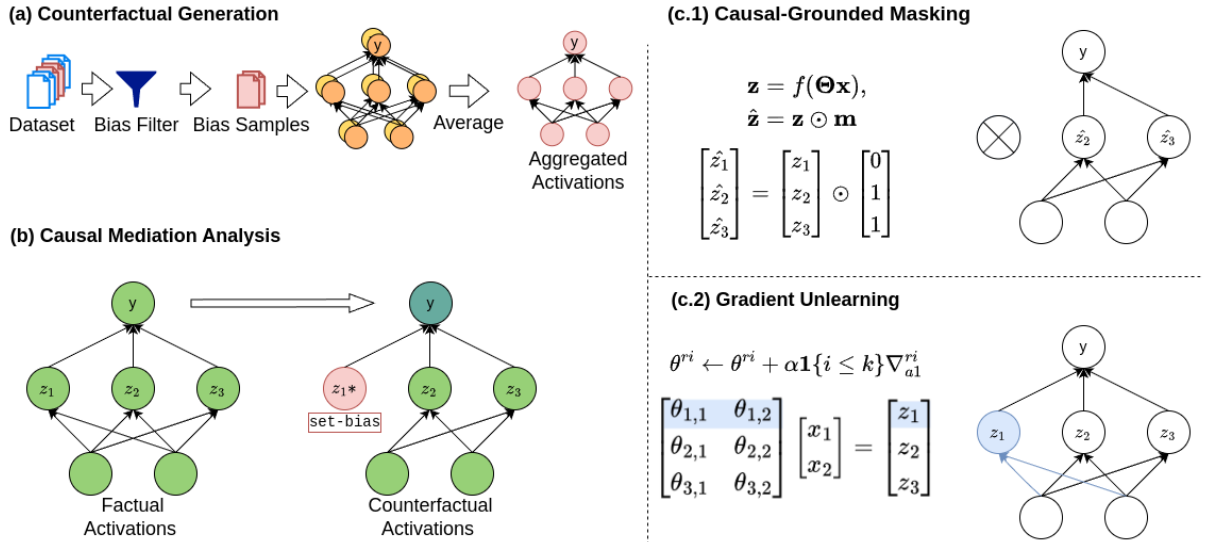 (a) Counterfactual Generation
Dataset
Bias Filter
Bias Samples
y
Average
y
Aggregated
Activations
(b) Causal Mediation Analysis
y
z₁ z₂ z₃
Factual
Activations
y
z₁* z₂ z₃
set-bias
Counterfactual
Activations
(c.1) Causal-Grounded Masking
z = f(Θx),
ẑ = z ⊙ m
[ẑ₁ ẑ₂ ẑ₃] = [z₁ z₂ z₃] ⊙ [0 1 1]
y
ẑ₂ ẑ₃
(c.2) Gradient Unlearning
θʳⁱ ← θʳⁱ + α1{i ≤ k}∇ʳⁱₐ₁
θ₁,₁ θ₁,₂
θ₂,₁ θ₂,₂
θ₃,₁ θ₃,₂
x₁
x₂
=
z₁
z₂
z₃
y
z₁ z₂ z₃